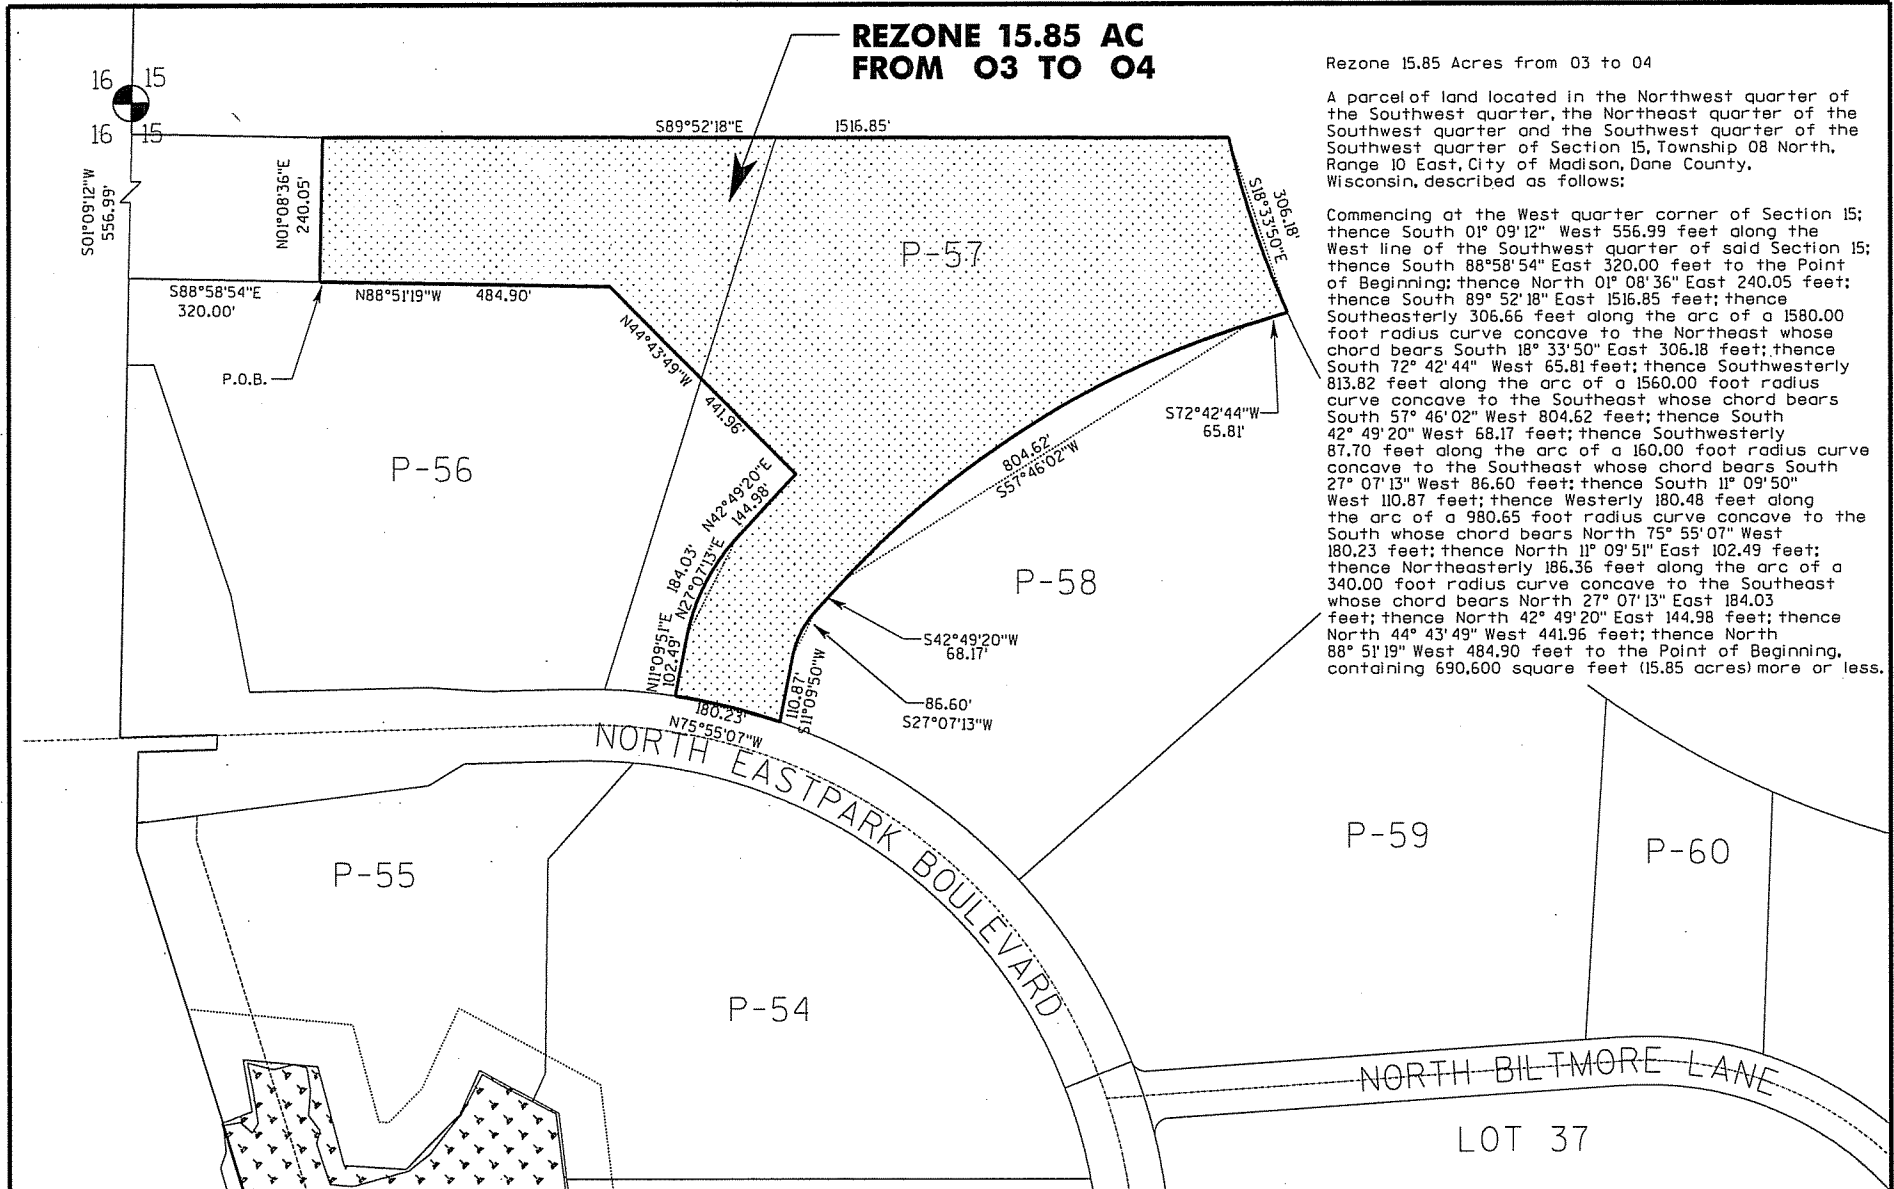 REZONE 15.85 AC
FROM O3 TO O4
Rezone 15.85 Acres from O3 to O4
A parcel of land located in the Northwest quarter of
the Southwest quarter, the Northeast quarter of the
Southwest quarter and the Southwest quarter of the
Southwest quarter of Section 15, Township 08 North,
Range 10 East, City of Madison, Dane County,
Wisconsin, described as follows:
Commencing at the West quarter corner of Section 15;
thence South 01° 09'12" West 556.99 feet along the
West line of the Southwest quarter of said Section 15;
thence South 88°58'54" East 320.00 feet to the Point
of Beginning; thence North 01° 08'36" East 240.05 feet;
thence South 89° 52'18" East 1516.85 feet; thence
Southeasterly 306.66 feet along the arc of a 1580.00
foot radius curve concave to the Northeast whose
chord bears South 18° 33'50" East 306.18 feet; thence
South 72° 42'44" West 65.81 feet; thence Southwesterly
813.82 feet along the arc of a 1560.00 foot radius
curve concave to the Southeast whose chord bears
South 57° 46'02" West 804.62 feet; thence South
42° 49'20" West 68.17 feet; thence Southwesterly
87.70 feet along the arc of a 160.00 foot radius curve
concave to the Southeast whose chord bears South
27° 07'13" West 86.60 feet; thence South 11° 09'50"
West 110.87 feet; thence Westerly 180.48 feet along
the arc of a 980.65 foot radius curve concave to the
South whose chord bears North 75° 55'07" West
180.23 feet; thence North 11° 09'51" East 102.49 feet;
thence Northeasterly 186.36 feet along the arc of a
340.00 foot radius curve concave to the Southeast
whose chord bears North 27° 07'13" East 184.03
feet; thence North 42° 49'20" East 144.98 feet; thence
North 44° 43'49" West 441.96 feet; thence North
88° 51'19" West 484.90 feet to the Point of Beginning,
containing 690,600 square feet (15.85 acres) more or less.
16 15
16 15
S01°09'12"W
556.99
N01°08'36"E
240.05'
S89°52'18"E 1516.85'
306.18'
S18°33'50"E
P-57
S88°58'54"E
320.00'
N88°51'19"W 484.90'
P.O.B.
N44°43'49"W
441.96'
S72°42'44"W
65.81'
804.62'
S57°46'02"W
P-56
N42°49'20"E
144.98'
184.03'
N27°07'13"E
N11°09'51"E
102.49'
P-58
S42°49'20"W
68.17'
86.60'
S27°07'13"W
110.87'
S11°09'50"W
180.23'
N75°55'07"W
NORTH EASTPARK BOULEVARD
P-55
P-54
P-59
P-60
NORTH BILTMORE LANE
LOT 37